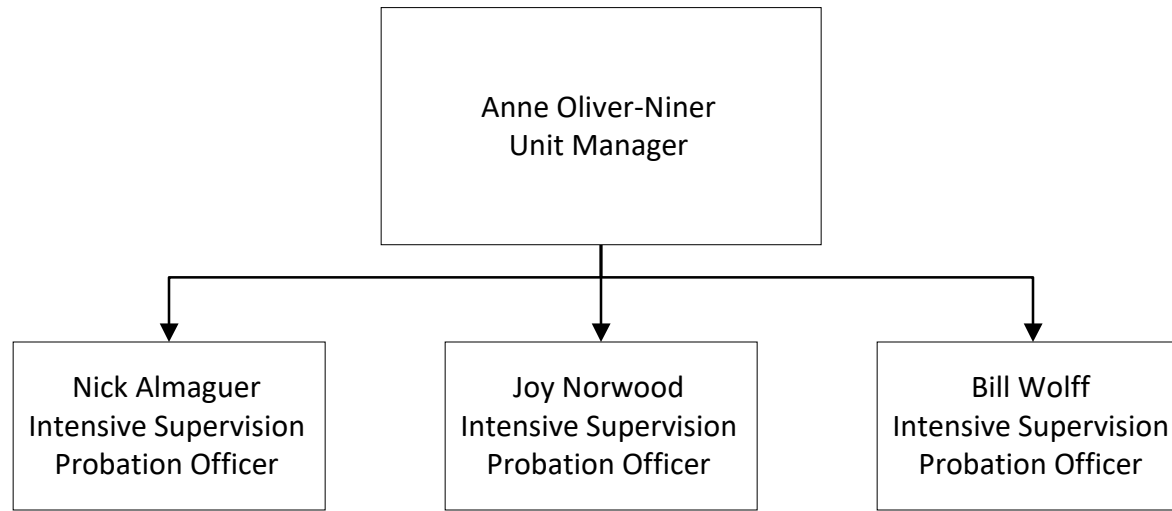 Anne Oliver-Niner
Unit Manager
Nick Almaguer
Intensive Supervision
Probation Officer
Joy Norwood
Intensive Supervision
Probation Officer
Bill Wolff
Intensive Supervision
Probation Officer